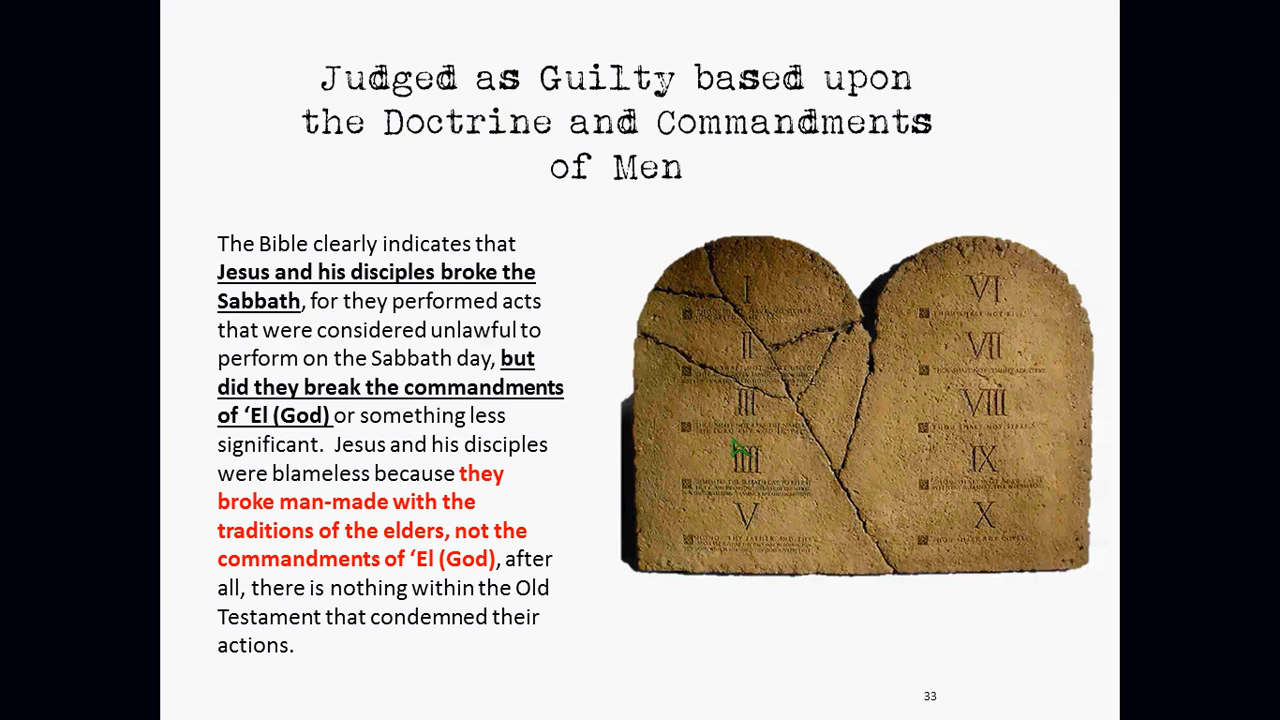 Judged as Guilty based upon
the Doctrine and Commandments
of Men
The Bible clearly indicates that
Jesus and his disciples broke the
Sabbath, for they performed acts
that were considered unlawful to
perform on the Sabbath day, but
did they break the commandments
of ‘El (God) or something less
significant.  Jesus and his disciples
were blameless because they
broke man-made with the
traditions of the elders, not the
commandments of ‘El (God), after
all, there is nothing within the Old
Testament that condemned their
actions.
I
II
III
IIII
V
VI
THOU SHALT NOT KILL
VII
VIII
IX
X
33